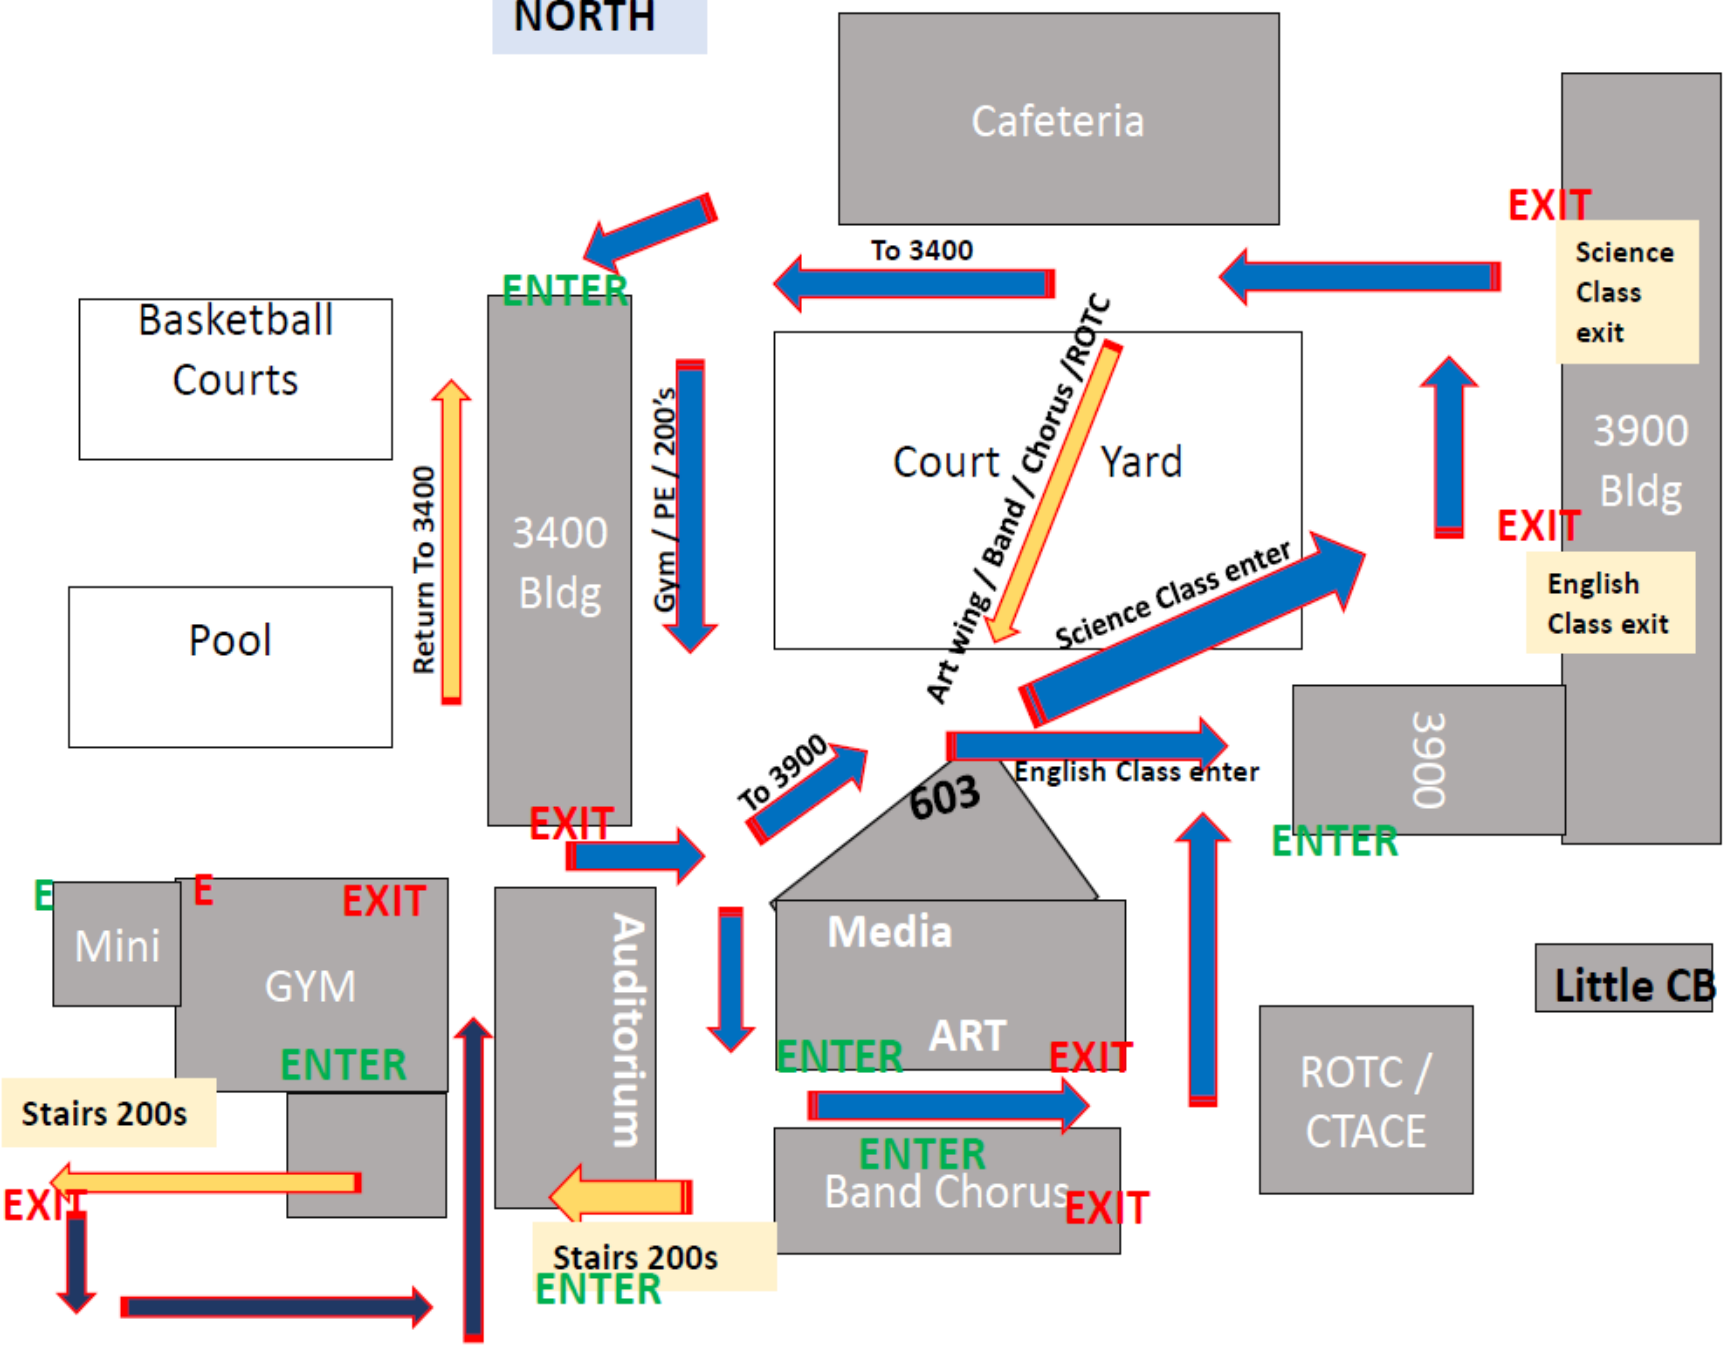 NORTH
Cafeteria
EXIT
Science
Class
exit
To 3400
ENTER
Basketball
Courts
Return To 3400
3400
Bldg
Gym / PE / 200's
Court Yard
Art wing / Band / Chorus /ROTC
Science Class enter
3900
Bldg
EXIT
English
Class exit
Pool
To 3900
603
English Class enter
3900
ENTER
EXIT
E
E
EXIT
Mini
GYM
ENTER
Auditorium
Media
ART
ENTER
EXIT
Little CB
ROTC /
CTACE
Stairs 200s
EXIT
ENTER
Band Chorus
EXIT
Stairs 200s
ENTER